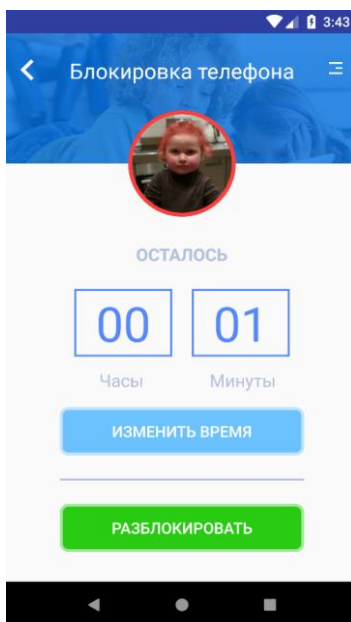 3:43
Блокировка телефона
ОСТАЛОСЬ
00 01
Часы Минуты
ИЗМЕНИТЬ ВРЕМЯ
РАЗБЛОКИРОВАТЬ